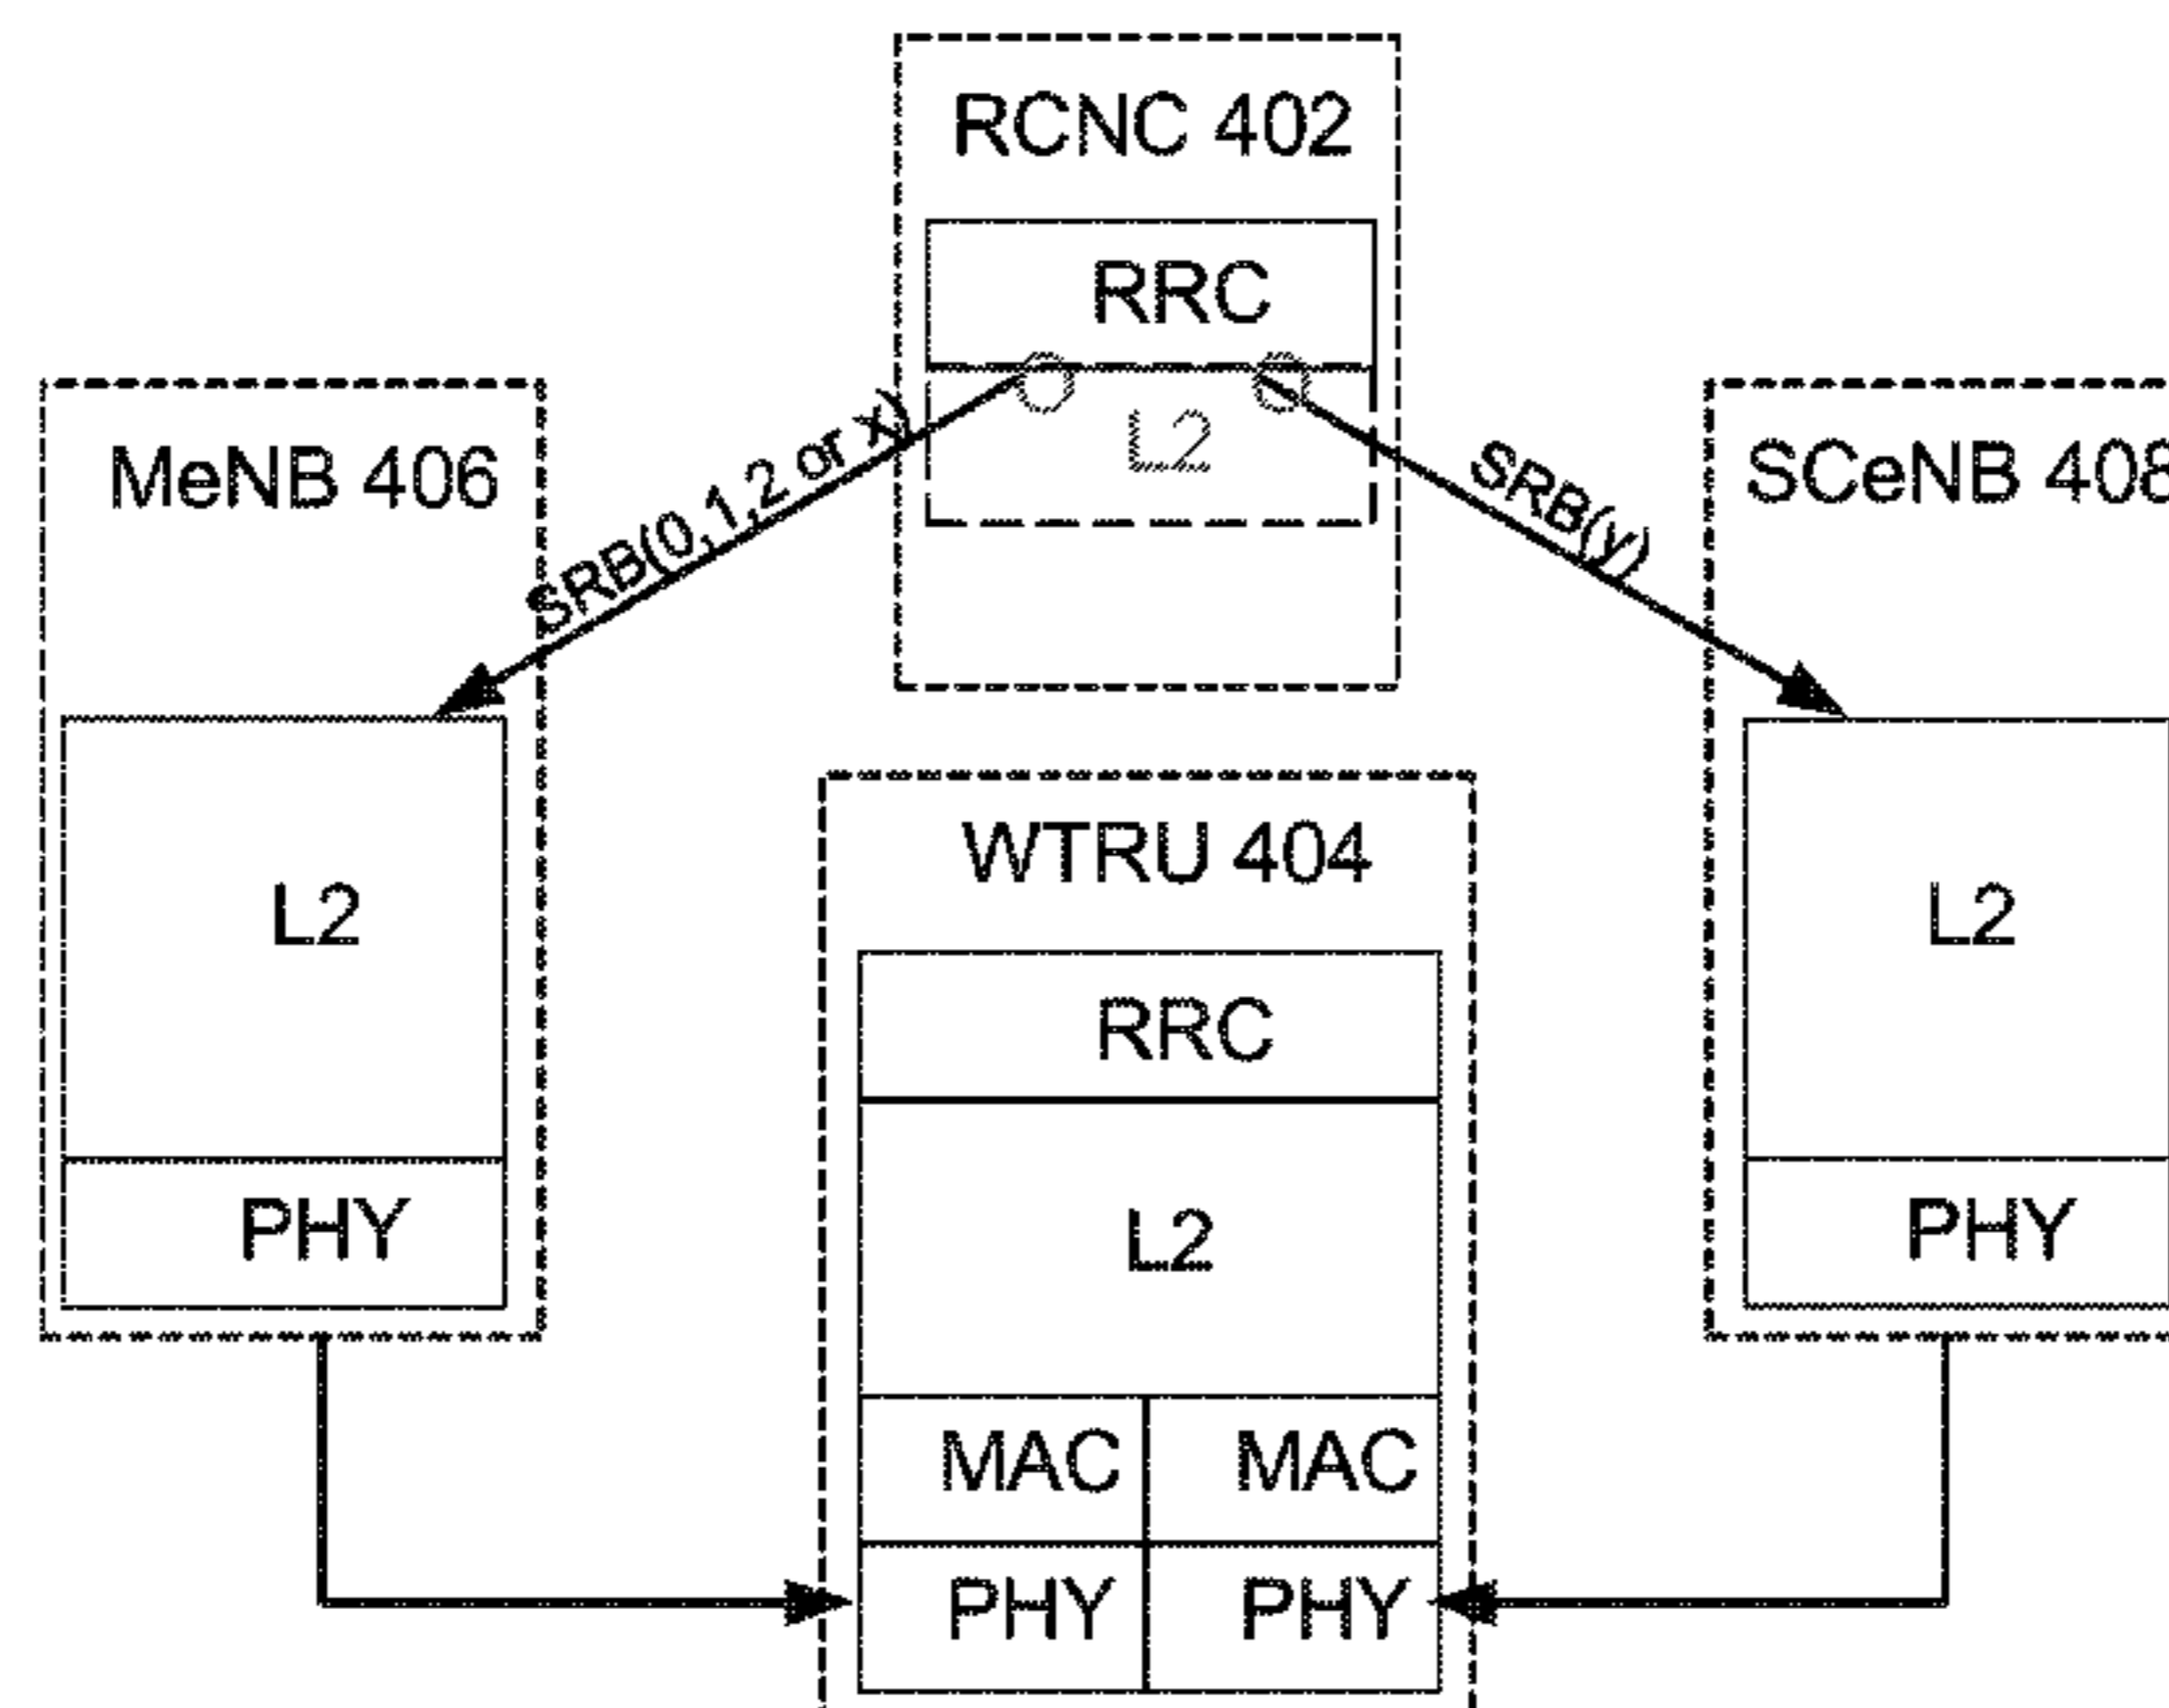 RCNC 402
RRC
L2
MeNB 406
SRB(0,1,2 or x)
L2
PHY
SRB(y)
SCeNB 408
L2
PHY
WTRU 404
RRC
L2
MAC MAC
PHY PHY